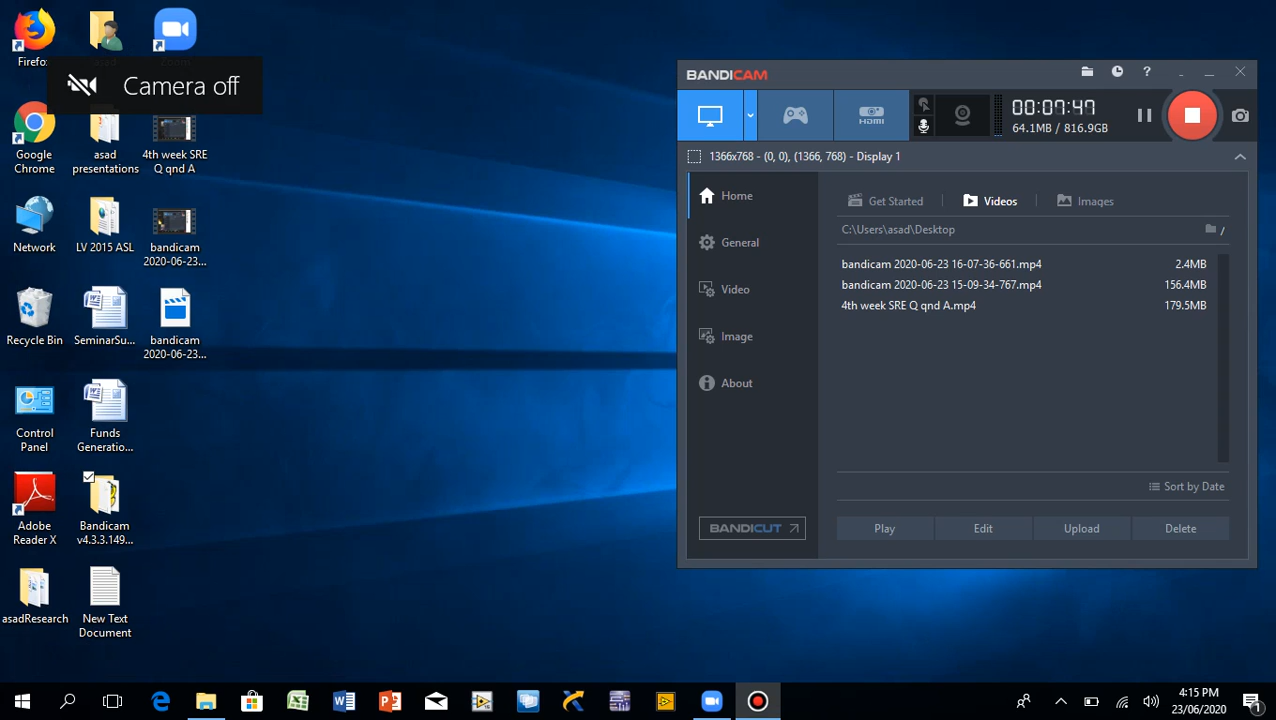 Firefox
asad
Camera off
Google
Chrome
asad
presentations
4th week SRE
Q qnd A
Network
LV 2015 ASL
bandicam
2020-06-23...
Recycle Bin
SeminarSu...
bandicam
2020-06-23...
Control
Panel
Funds
Generatio...
Adobe
Reader X
Bandicam
v4.3.3.149...
asadResearch
New Text
Document
BANDICAM
HDMI
00:07:47
64.1MB / 816.9GB
1366x768 - (0, 0), (1366, 768) - Display 1
Home
General
Video
Image
About
BANDICUT
Get Started
Videos
Images
C:\Users\asad\Desktop
bandicam 2020-06-23 16-07-36-661.mp4 2.4MB
bandicam 2020-06-23 15-09-34-767.mp4 156.4MB
4th week SRE Q qnd A.mp4 179.5MB
Sort by Date
Play
Edit
Upload
Delete
4:15 PM
23/06/2020
1